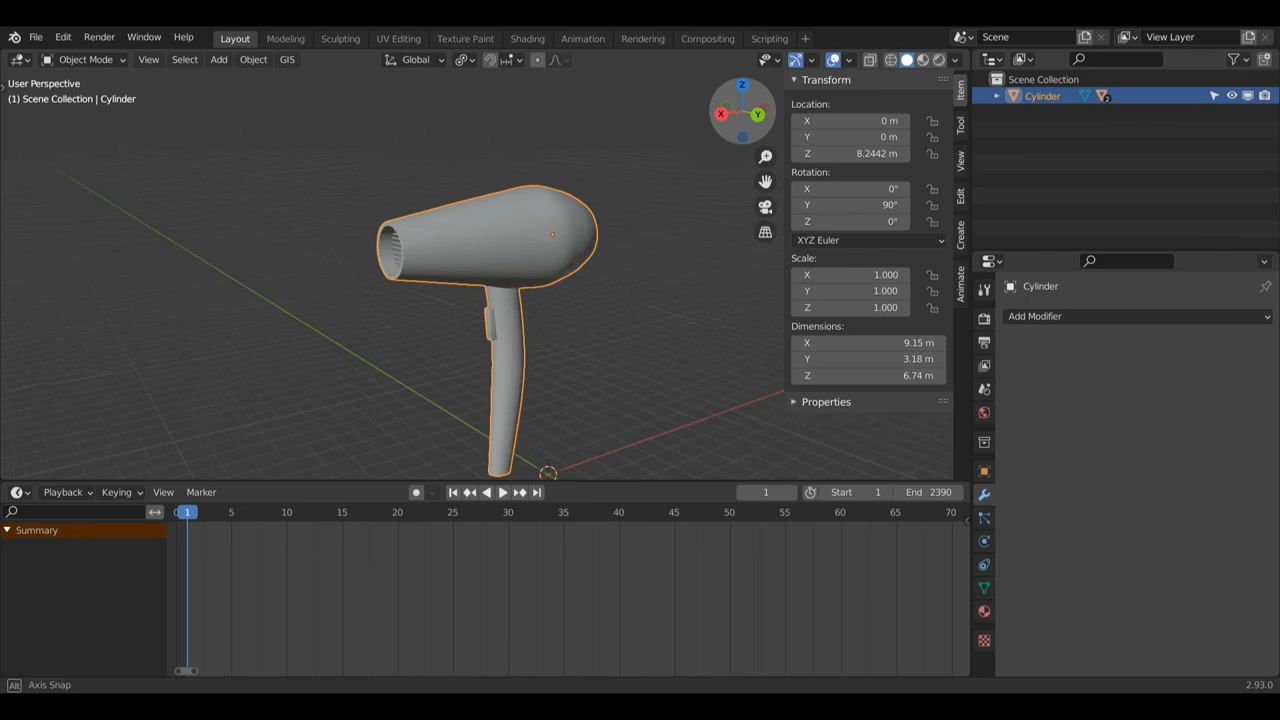 File Edit Render Window Help Layout Modeling Sculpting UV Editing Texture Paint Shading Animation Rendering Compositing Scripting + Scene View Layer
Object Mode View Select Add Object GIS Global
User Perspective
(1) Scene Collection | Cylinder
Z
X
Y
Transform
Location:
X 0 m
Y 0 m
Z 8.2442 m
Rotation:
X 0°
Y 90°
Z 0°
XYZ Euler
Scale:
X 1.000
Y 1.000
Z 1.000
Dimensions:
X 9.15 m
Y 3.18 m
Z 6.74 m
Properties
Item
Tool
View
Edit
Create
Animate
Scene Collection
Cylinder 2
Cylinder
Add Modifier
Playback Keying View Marker 1 Start 1 End 2390
0 1 5 10 15 20 25 30 35 40 45 50 55 60 65 70
Summary
Alt Axis Snap 2.93.0